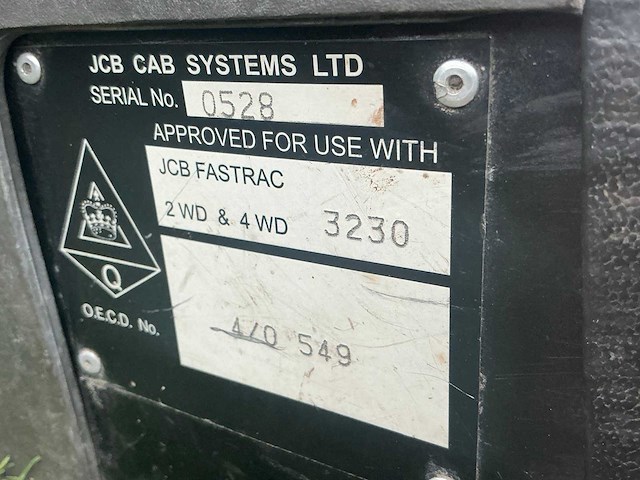 JCB CAB SYSTEMS LTD
SERIAL No. 0528
APPROVED FOR USE WITH
JCB FASTRAC
2 WD & 4 WD 3230
A
Q
O.E.C.D. No.
4/0 549